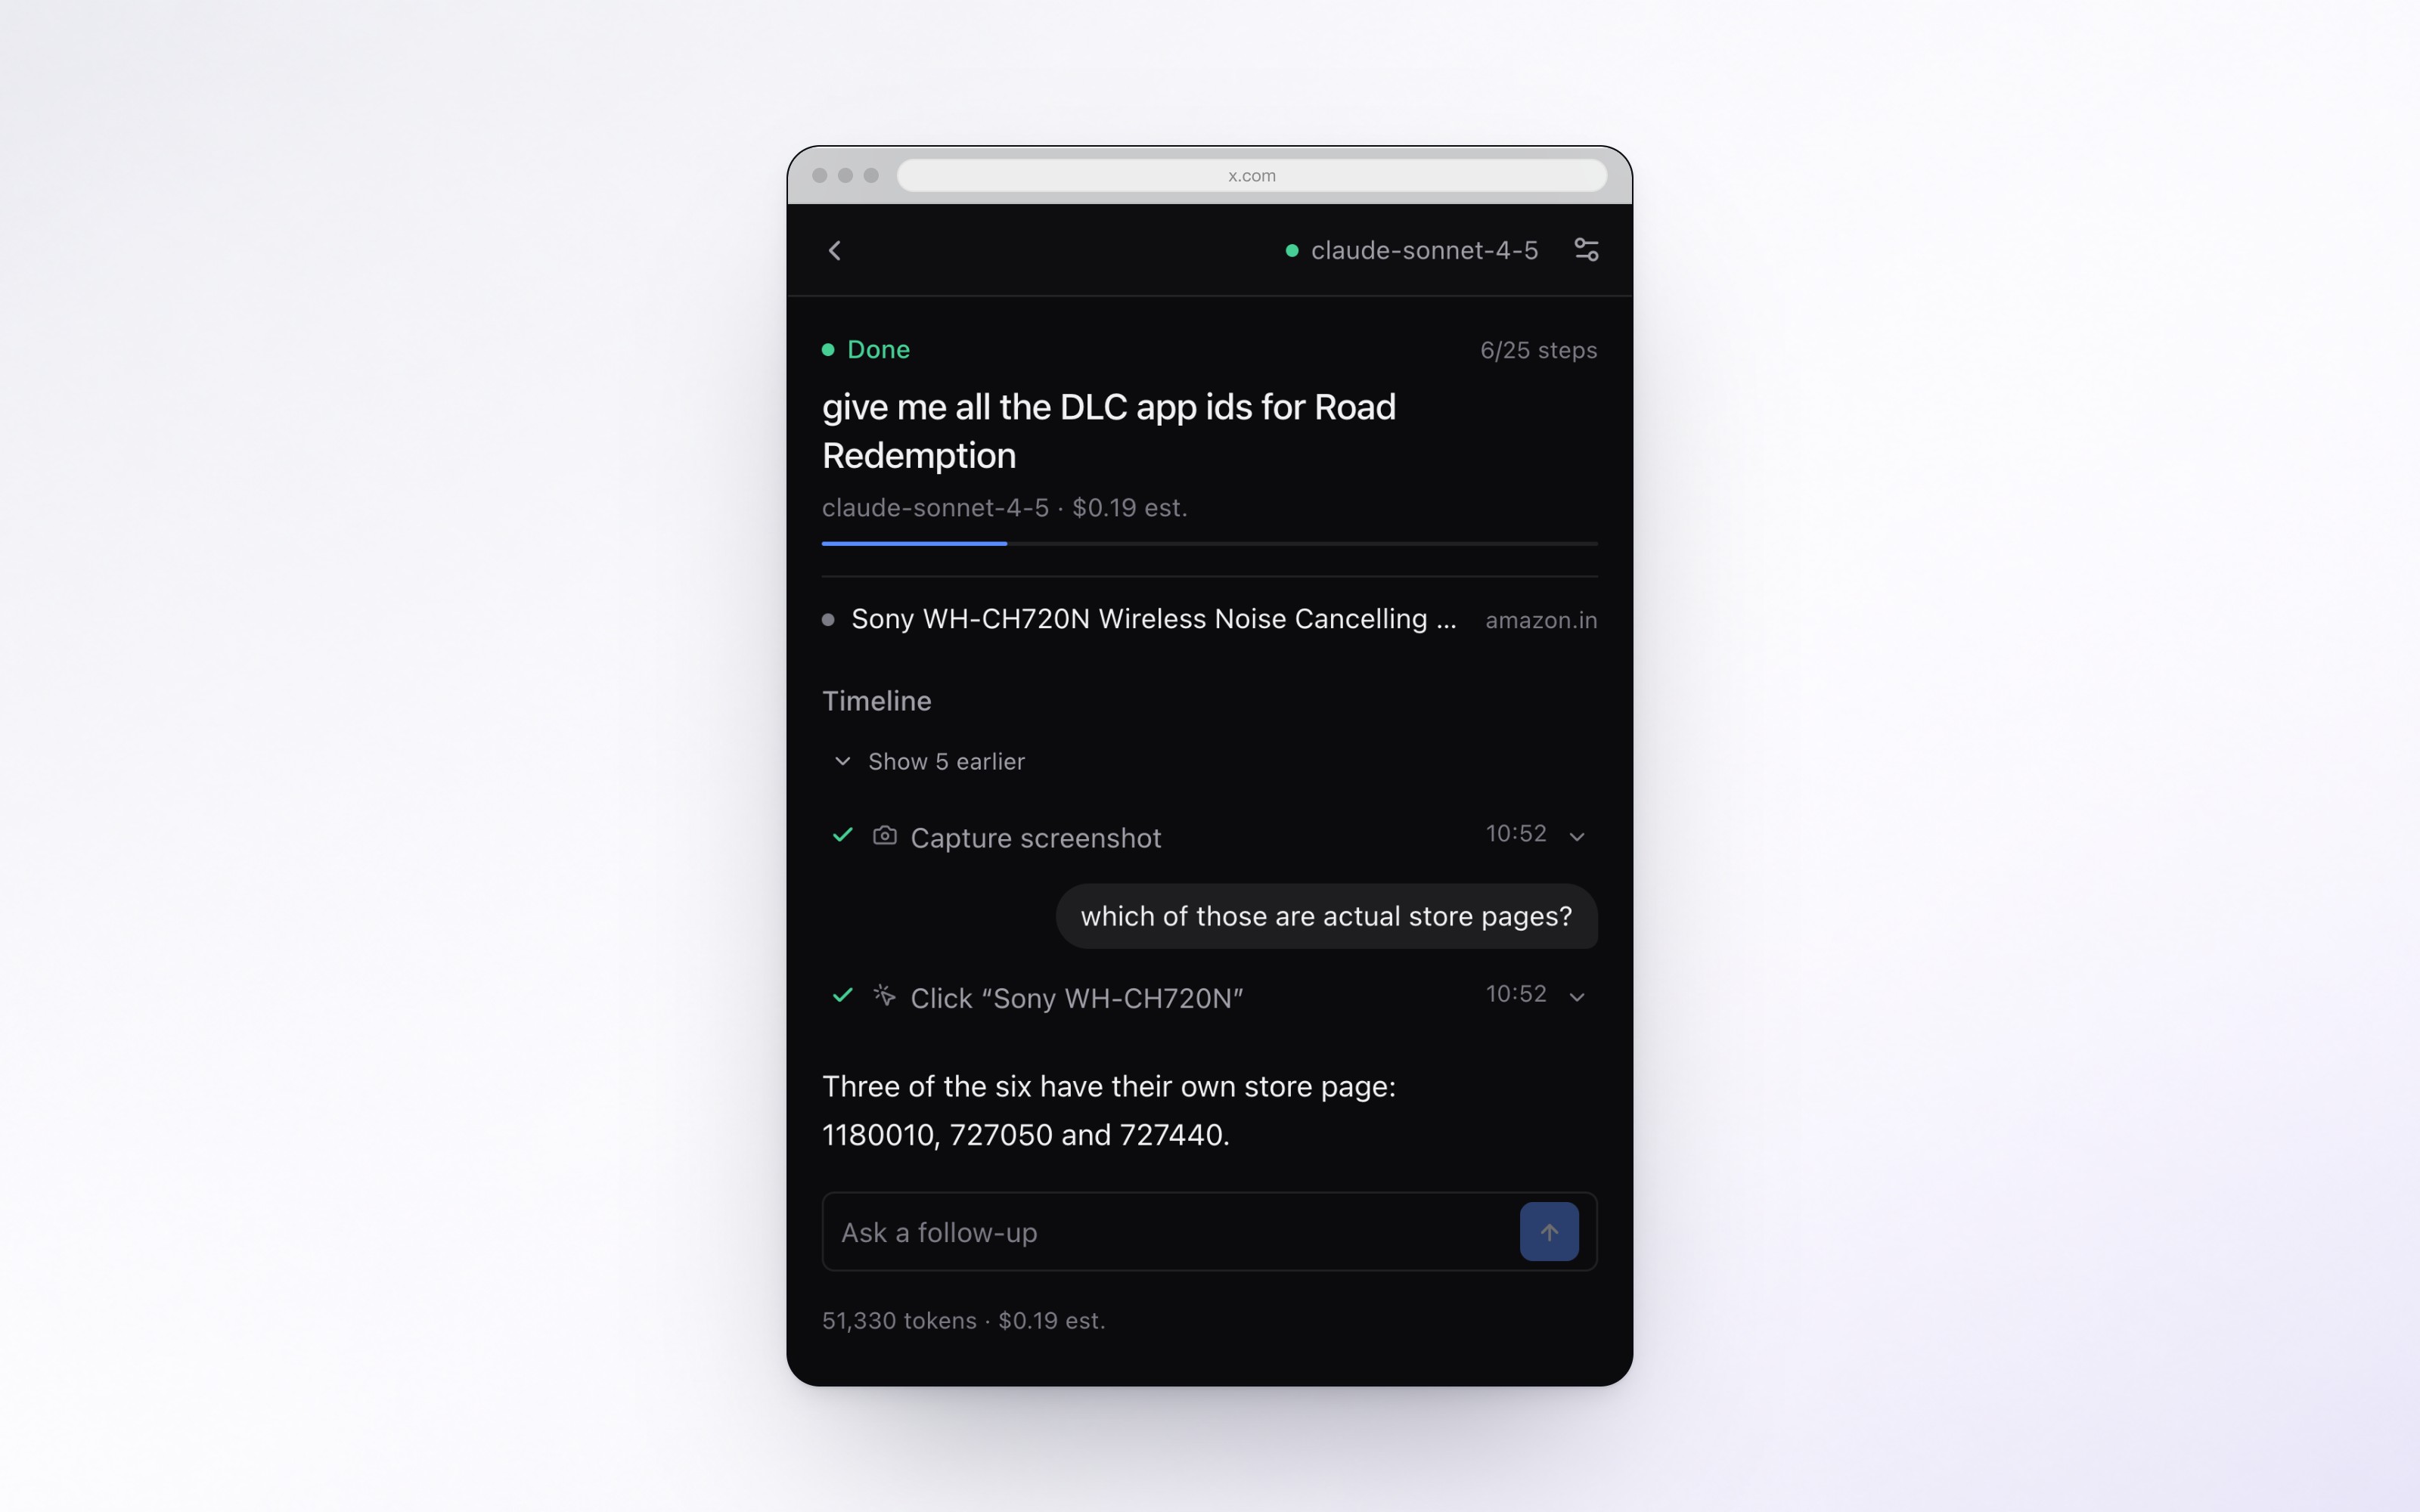 x.com
claude-sonnet-4-5
Done
6/25 steps
give me all the DLC app ids for Road
Redemption
claude-sonnet-4-5 · $0.19 est.
Sony WH-CH720N Wireless Noise Cancelling ...
amazon.in
Timeline
Show 5 earlier
Capture screenshot
10:52
which of those are actual store pages?
Click “Sony WH-CH720N”
10:52
Three of the six have their own store page:
1180010, 727050 and 727440.
Ask a follow-up
51,330 tokens · $0.19 est.